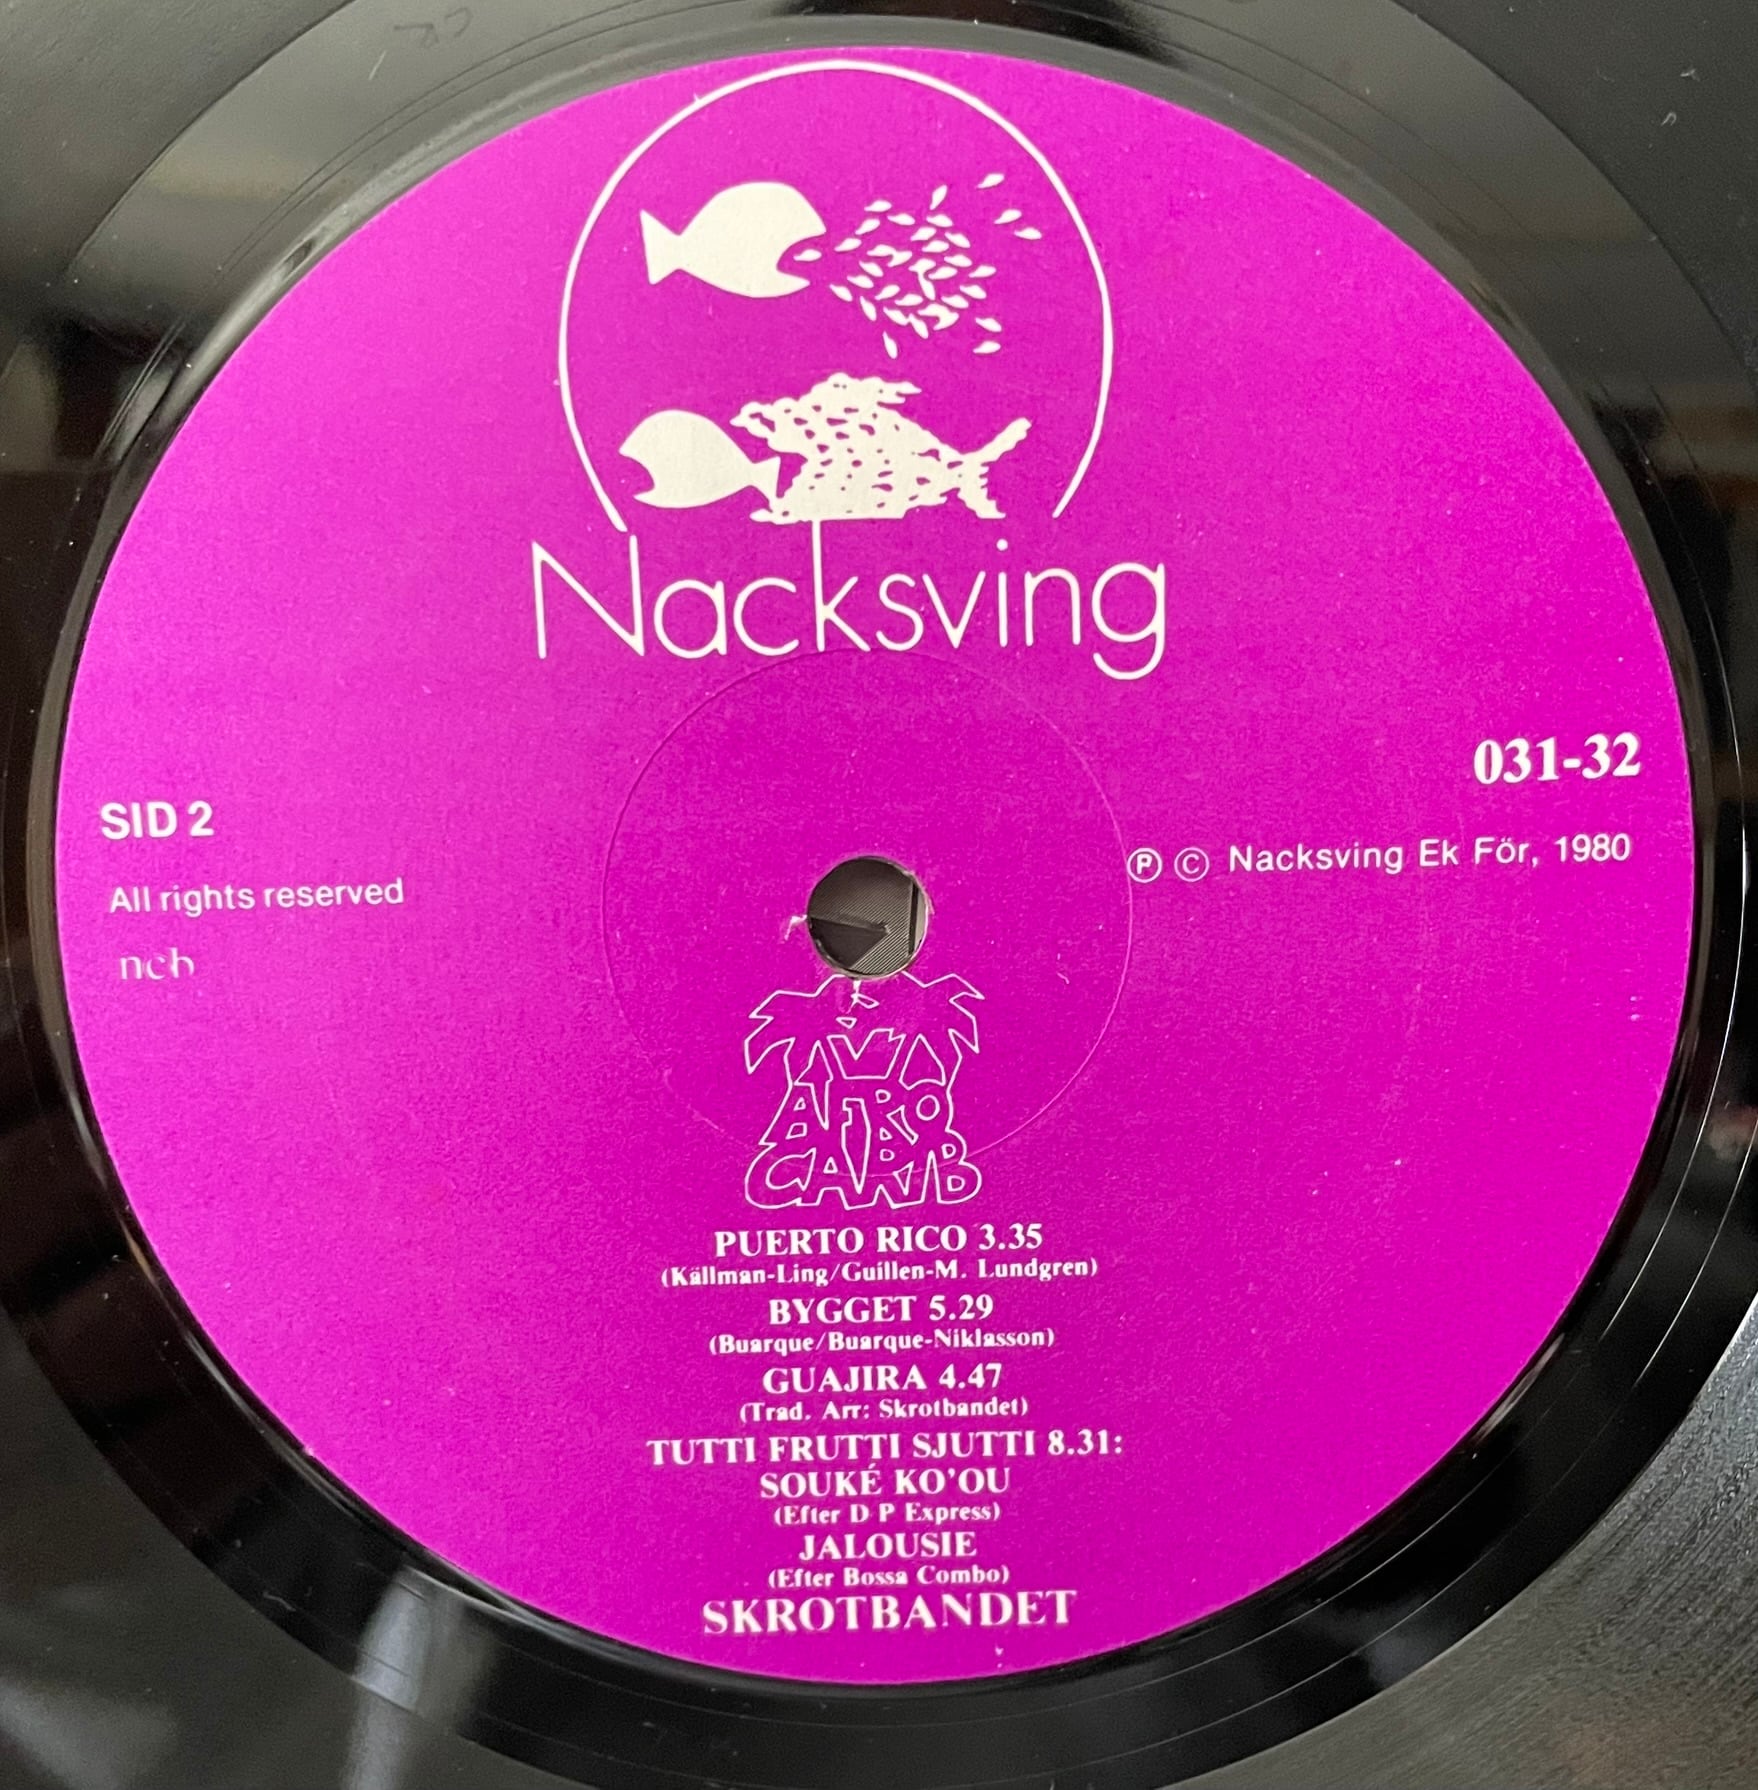 Nacksving
031-32
SID 2
Ⓟ © Nacksving Ek För, 1980
All rights reserved
ncb
AFRO
CARIB
PUERTO RICO 3.35
(Källman-Ling/Guillen-M. Lundgren)
BYGGET 5.29
(Buarque/Buarque-Niklasson)
GUAJIRA 4.47
(Trad. Arr: Skrotbandet)
TUTTI FRUTTI SJUTTI 8.31:
SOUKÉ KO'OU
(Efter D P Express)
JALOUSIE
(Efter Bossa Combo)
SKROTBANDET